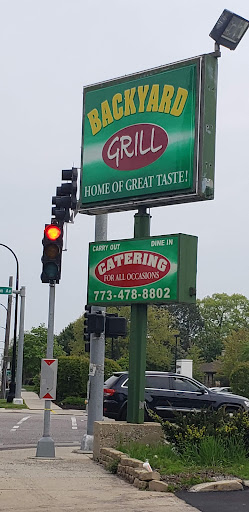 BACKYARD
GRILL
HOME OF GREAT TASTE!
CARRY OUT DINE IN
CATERING
FOR ALL OCCASIONS
773-478-8802